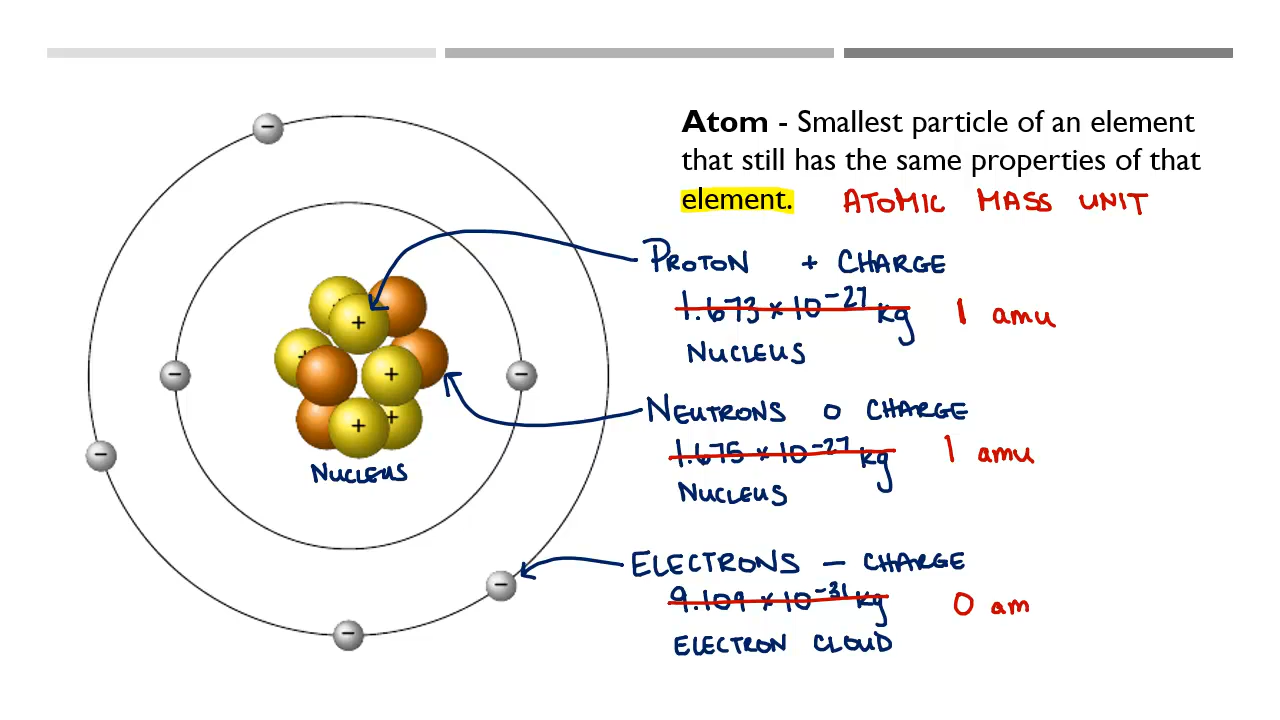 Atom - Smallest particle of an element
that still has the same properties of that
element. ATOMIC MASS UNIT
PROTON + CHARGE
1.673 × 10⁻²⁷ kg 1 amu
NUCLEUS
NEUTRONS 0 CHARGE
1.675 × 10⁻²⁷ kg 1 amu
NUCLEUS
ELECTRONS − CHARGE
9.109 × 10⁻³¹ kg 0 am
ELECTRON CLOUD
NUCLEUS